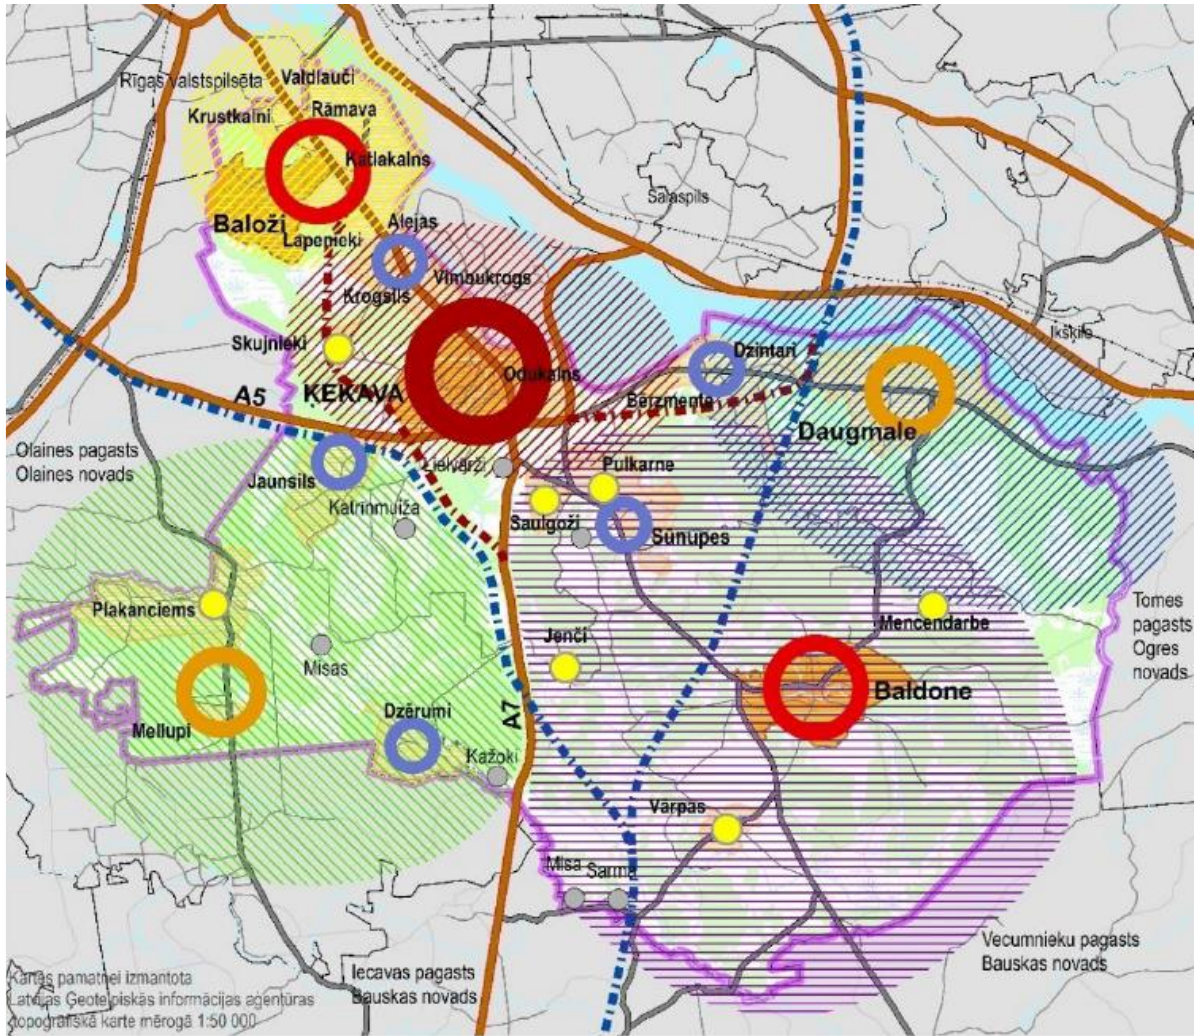 Rīgas valstspilsēta
Valdlauči
Krustkalni
Rāmava
Katlakalns
Baloži
Lapenieki
Alejas
Salaspils
Krogsils
Vimbukrogs
Skujnieki
Dzintari
Ikšķile
ĶEKAVA
Odukalns
A5
Bērzmente
Daugmale
Olaines pagasts
Olaines novads
Jaunsils
Lielvārži
Pulkarne
Katrīnmuiža
Saulgoži
Sūnupes
Plakanciems
Mencendarbe
Tomes
pagasts
Ogres
novads
Misas
Jenči
Baldone
Mellupi
Dzērumi
A7
Kažoki
Vārpas
Misa
Sarma
Vecumnieku pagasts
Bauskas novads
Iecavas pagasts
Bauskas novads
Kartes pamatnei izmantota
Latvijas Ģeotelpiskās informācijas aģentūras
topogrāfiskā karte mērogā 1:50 000